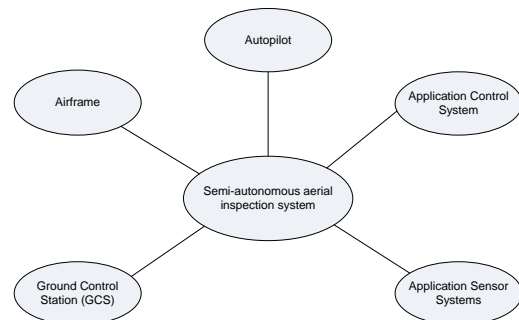 Autopilot
Airframe
Application Control
System
Semi-autonomous aerial
inspection system
Ground Control
Station (GCS)
Application Sensor
Systems